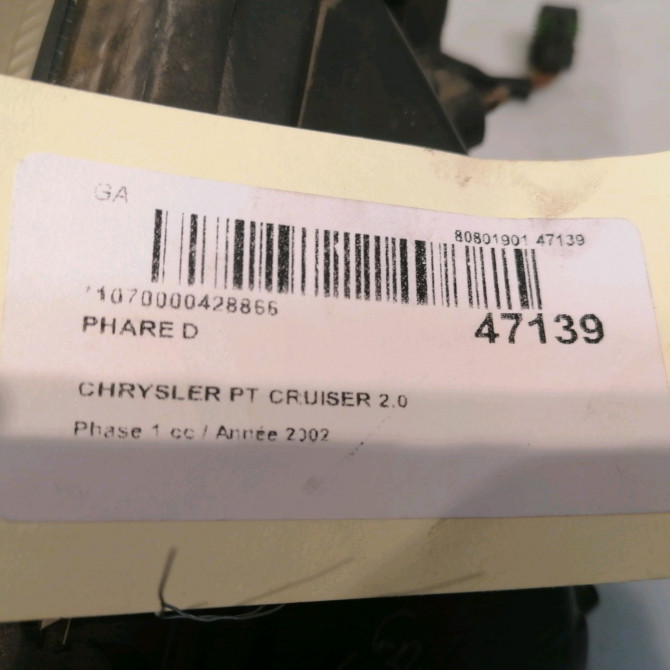 GA
80801901 47139
*1070000428866
PHARE D
47139
CHRYSLER PT CRUISER 2.0
Phase 1 cc / Année 2002